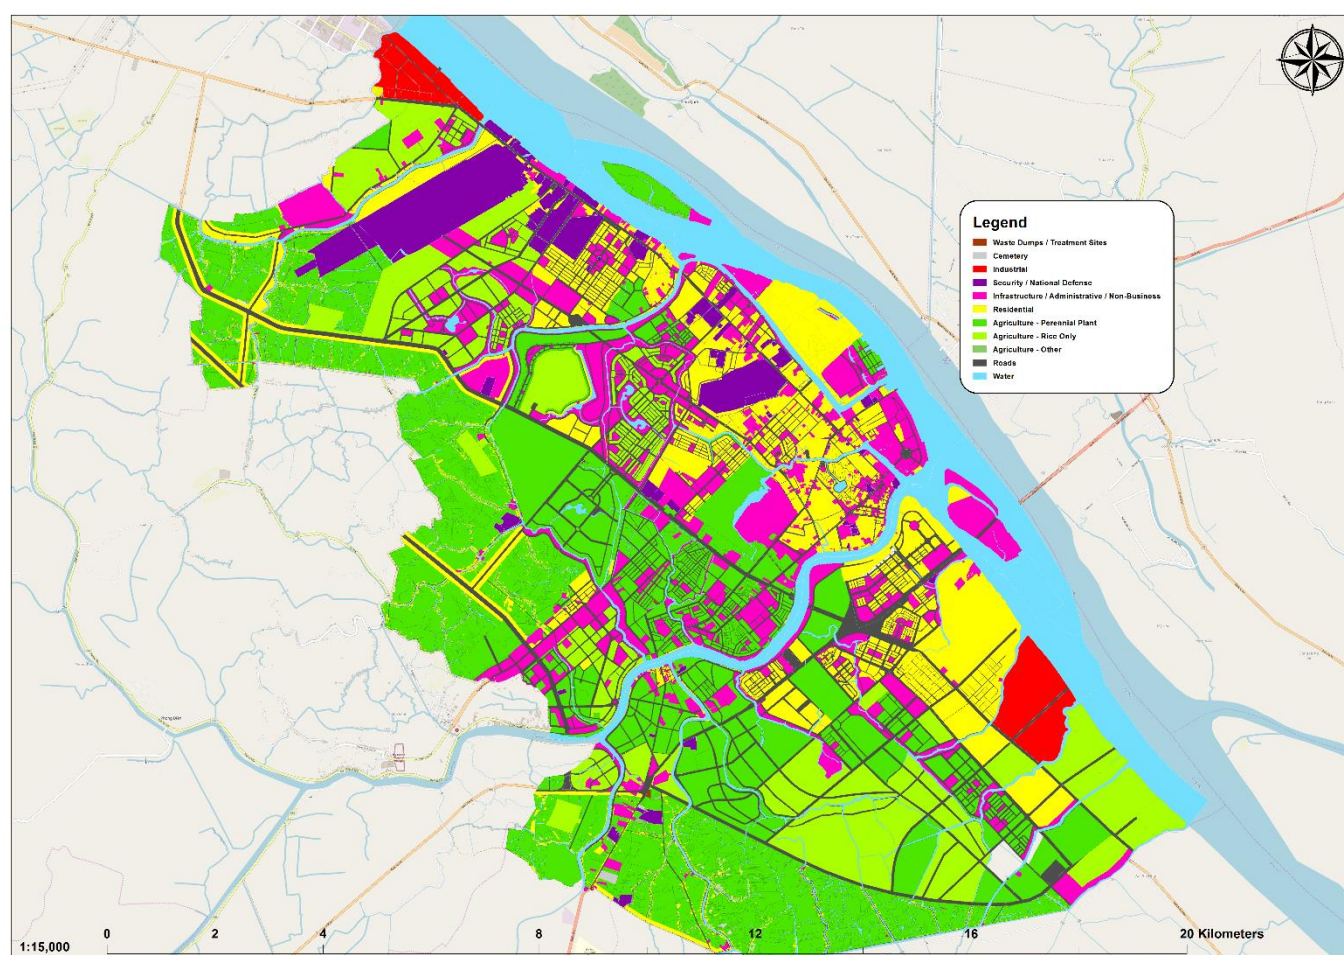 Legend
Waste Dumps / Treatment Sites
Cemetery
Industrial
Security / National Defense
Infrastructure / Administrative / Non-Business
Residential
Agriculture - Perennial Plant
Agriculture - Rice Only
Agriculture - Other
Roads
Water
1:15,000
0 2 4 8 12 16 20 Kilometers